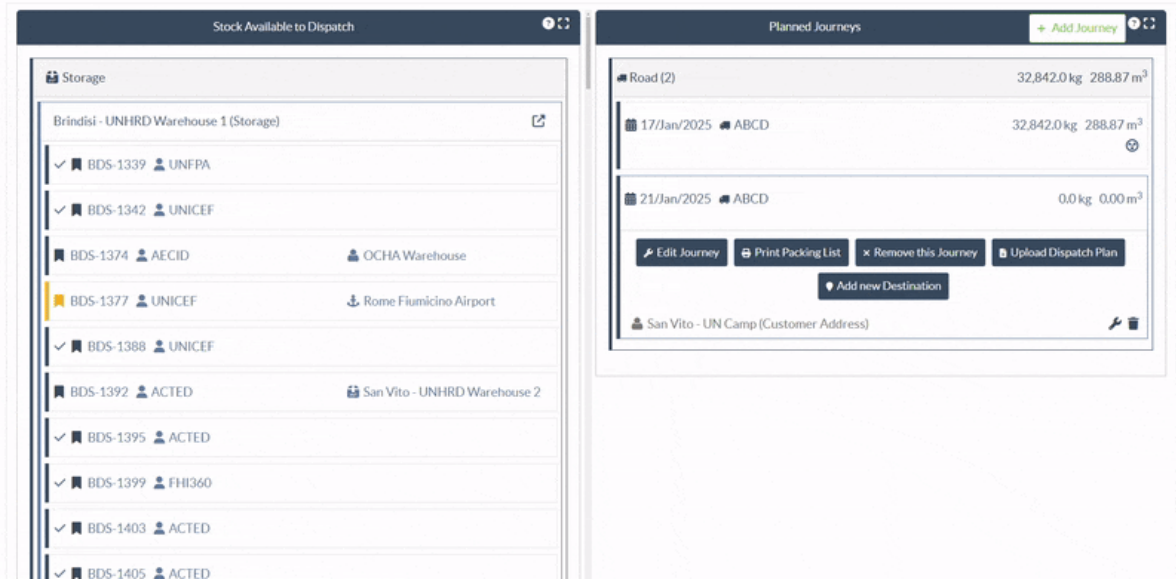 Stock Available to Dispatch
Storage
Brindisi - UNHRD Warehouse 1 (Storage)
BDS-1339 UNFPA
BDS-1342 UNICEF
BDS-1374 AECID OCHA Warehouse
BDS-1377 UNICEF Rome Fiumicino Airport
BDS-1388 UNICEF
BDS-1392 ACTED San Vito - UNHRD Warehouse 2
BDS-1395 ACTED
BDS-1399 FHI360
BDS-1403 ACTED
BDS-1405 ACTED
Planned Journeys
+ Add Journey
Road (2) 32,842.0 kg 288.87 m³
17/Jan/2025 ABCD 32,842.0 kg 288.87 m³
21/Jan/2025 ABCD 0.0 kg 0.00 m³
Edit Journey Print Packing List × Remove this Journey Upload Dispatch Plan
Add new Destination
San Vito - UN Camp (Customer Address)